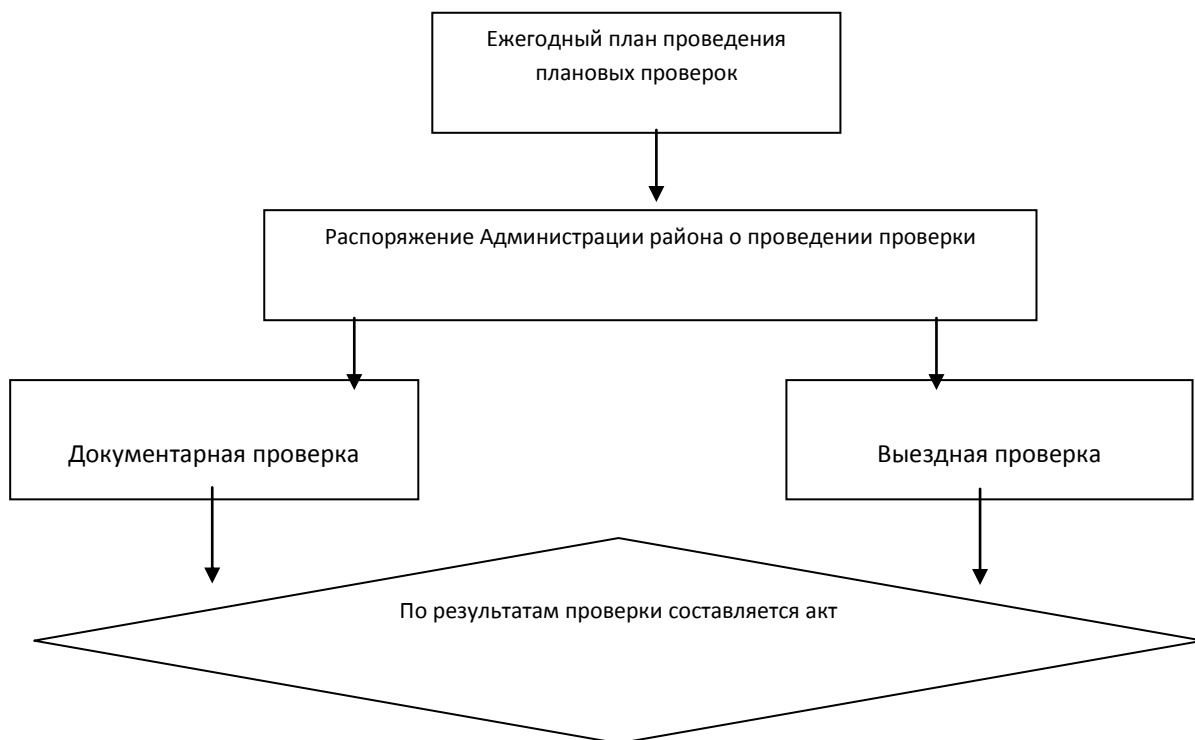 Ежегодный план проведения
плановых проверок
Распоряжение Администрации района о проведении проверки
Документарная проверка
Выездная проверка
По результатам проверки составляется акт